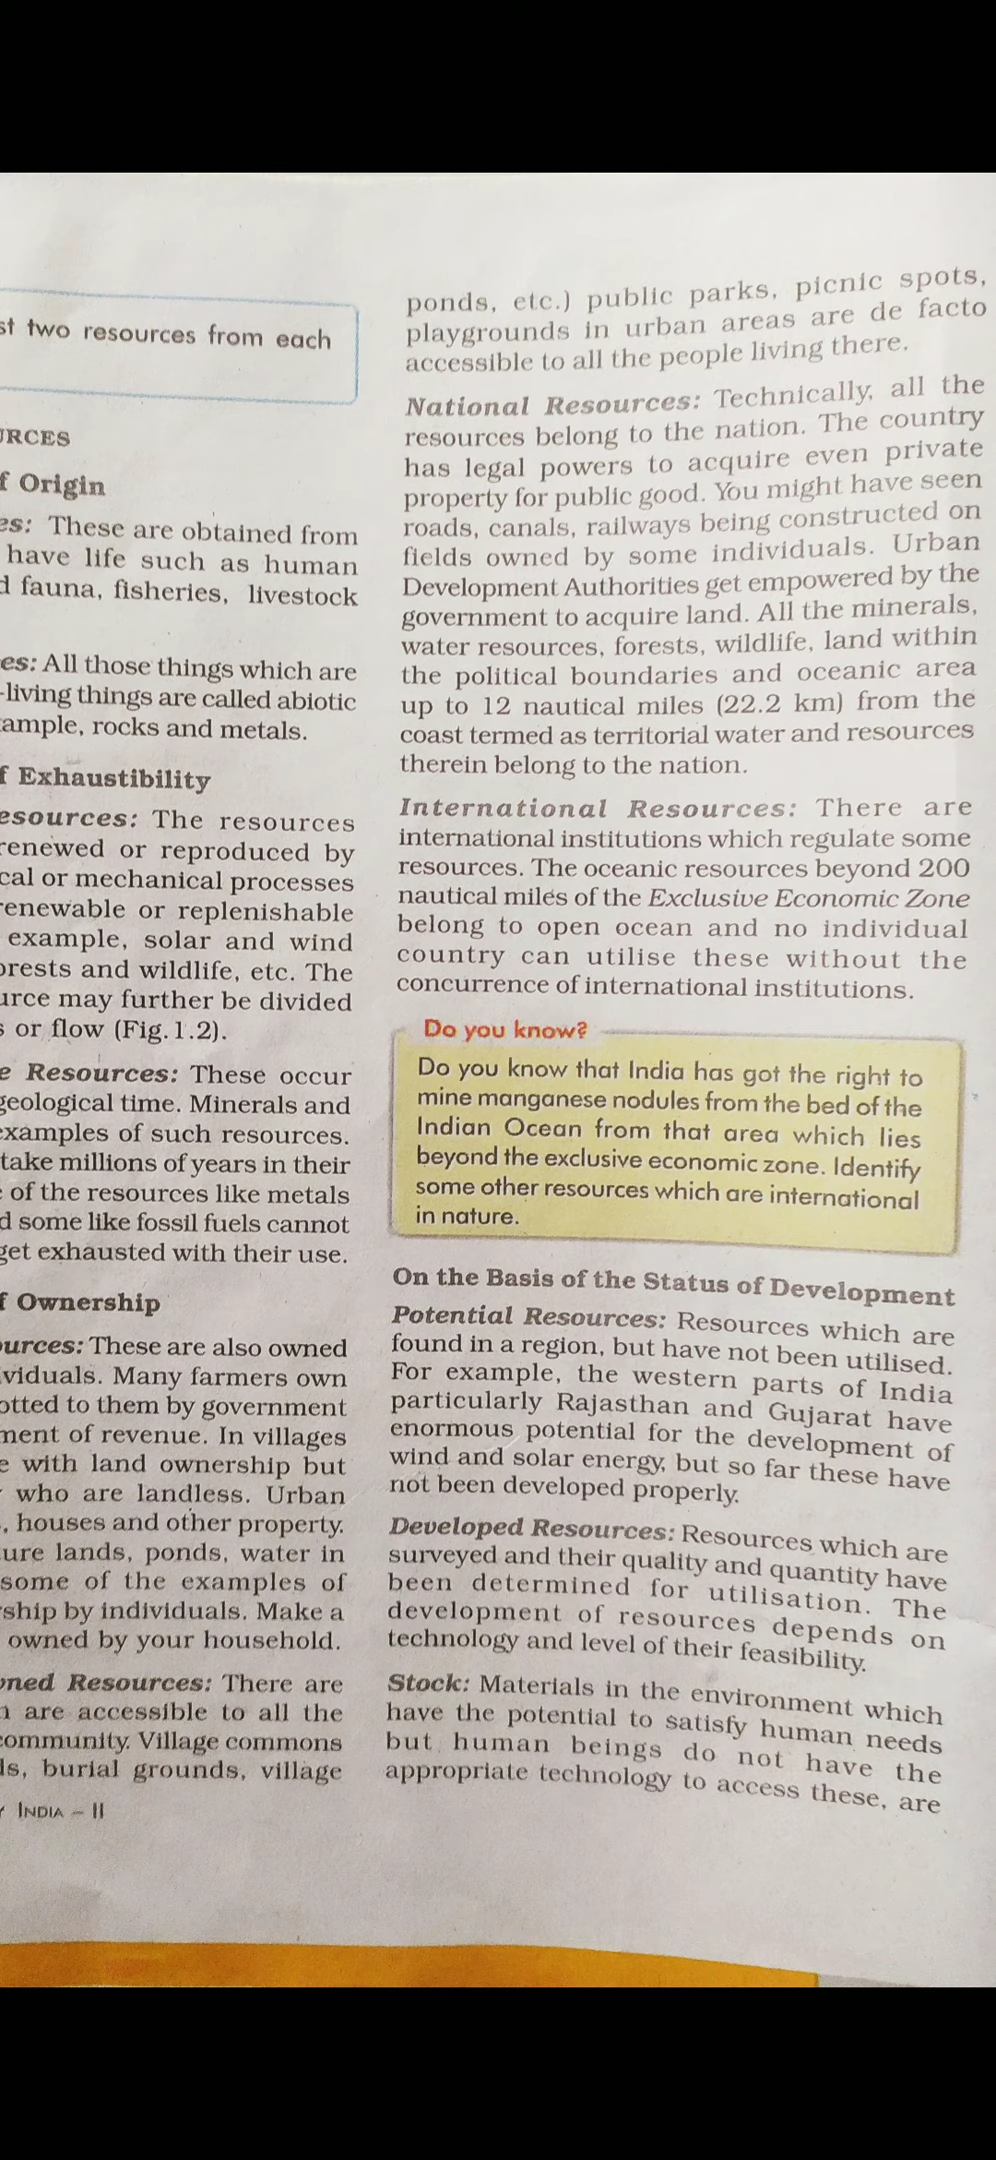 two resources from each
Origin
These are obtained from
have life such as human
fauna, fisheries, livestock
All those things which are
-living things are called abiotic
rocks and metals.
Exhaustibility
The resources
or reproduced by
or mechanical processes
or replenishable
example, solar and wind
and wildlife, etc. The
may further be divided
or flow (Fig.1.2).
Resources: These occur
geological time. Minerals and
of such resources.
take millions of years in their
of the resources like metals
some like fossil fuels cannot
get exhausted with their use.
Ownership
These are also owned
Many farmers own
to them by government
of revenue. In villages
with land ownership but
who are landless. Urban
, houses and other property.
lands, ponds, water in
some of the examples of
by individuals. Make a
owned by your household.
Resources: There are
are accessible to all the
Village commons
burial grounds, village
INDIA – II
ponds, etc.) public parks, picnic spots,
playgrounds in urban areas are de facto
accessible to all the people living there.
National Resources: Technically, all the
resources belong to the nation. The country
has legal powers to acquire even private
property for public good. You might have seen
roads, canals, railways being constructed on
fields owned by some individuals. Urban
Development Authorities get empowered by the
government to acquire land. All the minerals,
water resources, forests, wildlife, land within
the political boundaries and oceanic area
up to 12 nautical miles (22.2 km) from the
coast termed as territorial water and resources
therein belong to the nation.
International Resources: There are
international institutions which regulate some
resources. The oceanic resources beyond 200
nautical miles of the Exclusive Economic Zone
belong to open ocean and no individual
country can utilise these without the
concurrence of international institutions.
Do you know?
Do you know that India has got the right to
mine manganese nodules from the bed of the
Indian Ocean from that area which lies
beyond the exclusive economic zone. Identify
some other resources which are international
in nature.
On the Basis of the Status of Development
Potential Resources: Resources which are
found in a region, but have not been utilised.
For example, the western parts of India
particularly Rajasthan and Gujarat have
enormous potential for the development of
wind and solar energy, but so far these have
not been developed properly.
Developed Resources: Resources which are
surveyed and their quality and quantity have
been determined for utilisation. The
development of resources depends on
technology and level of their feasibility.
Stock: Materials in the environment which
have the potential to satisfy human needs
but human beings do not have the
appropriate technology to access these, are